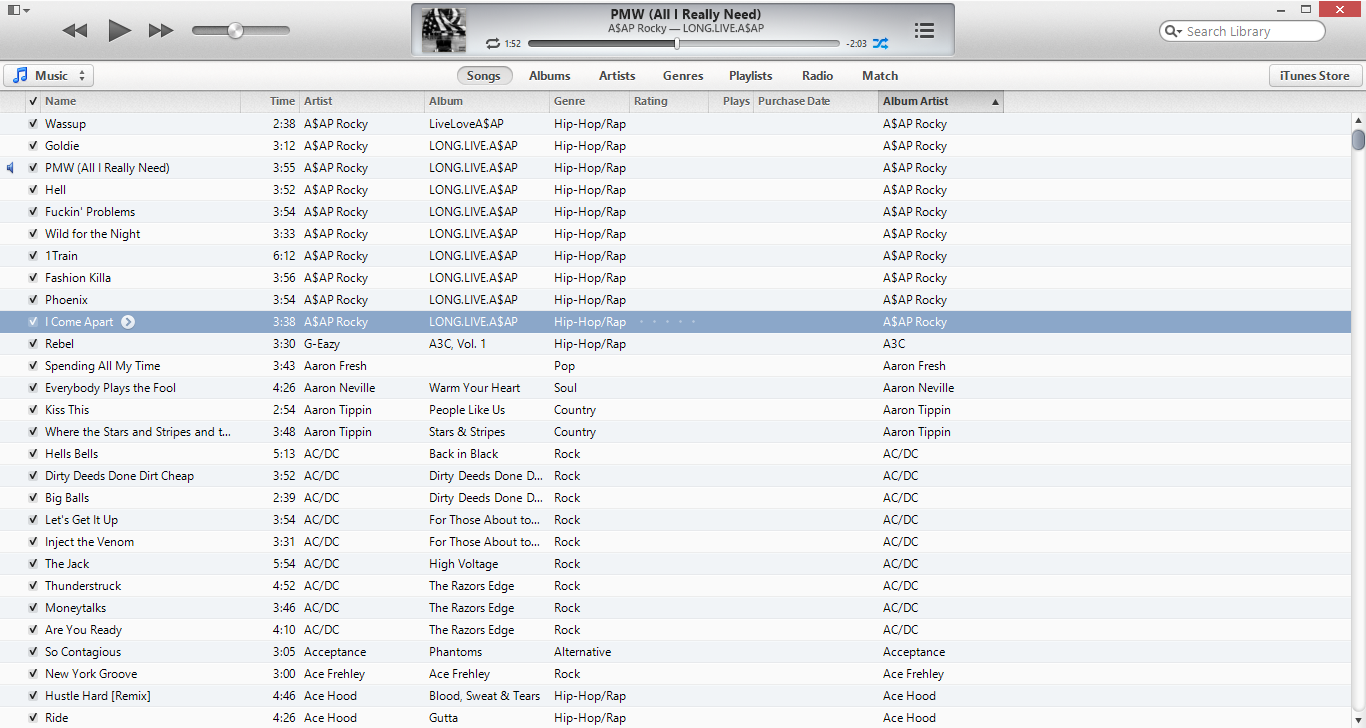 PMW (All I Really Need)
A$AP Rocky — LONG.LIVE.A$AP
1:52 -2:03
Search Library
Music Songs Albums Artists Genres Playlists Radio Match iTunes Store
✓ Name Time Artist Album Genre Rating Plays Purchase Date Album Artist
Wassup 2:38 A$AP Rocky LiveLoveA$AP Hip-Hop/Rap A$AP Rocky
Goldie 3:12 A$AP Rocky LONG.LIVE.A$AP Hip-Hop/Rap A$AP Rocky
PMW (All I Really Need) 3:55 A$AP Rocky LONG.LIVE.A$AP Hip-Hop/Rap A$AP Rocky
Hell 3:52 A$AP Rocky LONG.LIVE.A$AP Hip-Hop/Rap A$AP Rocky
Fuckin' Problems 3:54 A$AP Rocky LONG.LIVE.A$AP Hip-Hop/Rap A$AP Rocky
Wild for the Night 3:33 A$AP Rocky LONG.LIVE.A$AP Hip-Hop/Rap A$AP Rocky
1Train 6:12 A$AP Rocky LONG.LIVE.A$AP Hip-Hop/Rap A$AP Rocky
Fashion Killa 3:56 A$AP Rocky LONG.LIVE.A$AP Hip-Hop/Rap A$AP Rocky
Phoenix 3:54 A$AP Rocky LONG.LIVE.A$AP Hip-Hop/Rap A$AP Rocky
I Come Apart 3:38 A$AP Rocky LONG.LIVE.A$AP Hip-Hop/Rap A$AP Rocky
Rebel 3:30 G-Eazy A3C, Vol. 1 Hip-Hop/Rap A3C
Spending All My Time 3:43 Aaron Fresh Pop Aaron Fresh
Everybody Plays the Fool 4:26 Aaron Neville Warm Your Heart Soul Aaron Neville
Kiss This 2:54 Aaron Tippin People Like Us Country Aaron Tippin
Where the Stars and Stripes and t... 3:48 Aaron Tippin Stars & Stripes Country Aaron Tippin
Hells Bells 5:13 AC/DC Back in Black Rock AC/DC
Dirty Deeds Done Dirt Cheap 3:52 AC/DC Dirty Deeds Done D... Rock AC/DC
Big Balls 2:39 AC/DC Dirty Deeds Done D... Rock AC/DC
Let's Get It Up 3:54 AC/DC For Those About to... Rock AC/DC
Inject the Venom 3:31 AC/DC For Those About to... Rock AC/DC
The Jack 5:54 AC/DC High Voltage Rock AC/DC
Thunderstruck 4:52 AC/DC The Razors Edge Rock AC/DC
Moneytalks 3:46 AC/DC The Razors Edge Rock AC/DC
Are You Ready 4:10 AC/DC The Razors Edge Rock AC/DC
So Contagious 3:05 Acceptance Phantoms Alternative Acceptance
New York Groove 3:00 Ace Frehley Ace Frehley Rock Ace Frehley
Hustle Hard [Remix] 4:46 Ace Hood Blood, Sweat & Tears Hip-Hop/Rap Ace Hood
Ride 4:26 Ace Hood Gutta Hip-Hop/Rap Ace Hood